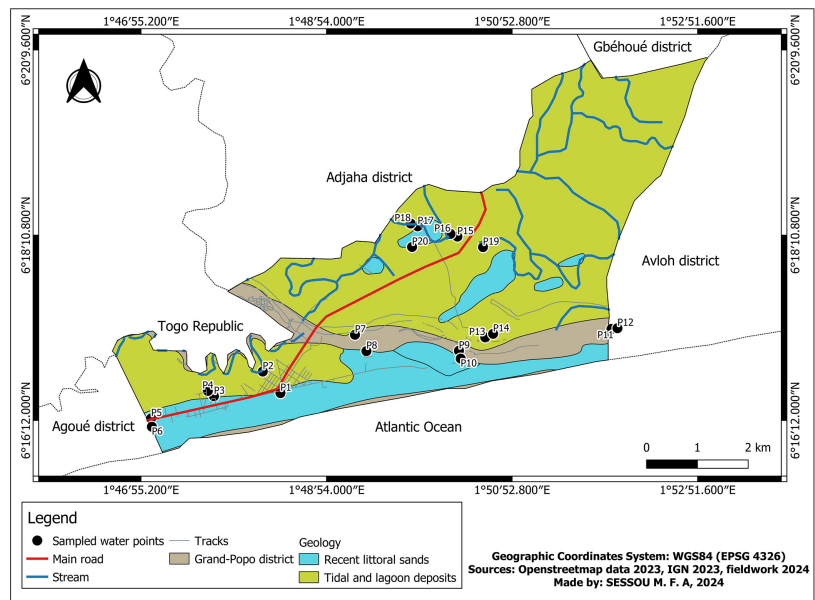 1°46′55.200″N 1°48′54.000″N 1°50′52.800″N 1°52′51.600″N
6°20′9.600″N 6°20′9.600″N
Gbéhoué district
Adjaha district
P18 P17 P16 P15
P20 P19
6°18′10.800″N 6°18′10.800″N
Avloh district
Togo Republic
P7 P13 P14 P11 P12
P8 P9
P10
P2
P4 P3 P1
P5
P6
Agoué district
Atlantic Ocean
6°16′12.000″N 6°16′12.000″N
0 1 2 km
1°46′55.200″N 1°48′54.000″N 1°50′52.800″N 1°52′51.600″N
Legend
Sampled water points
Main road
Stream
Tracks
Grand-Popo district
Geology
Recent littoral sands
Tidal and lagoon deposits
Geographic Coordinates System: WGS84 (EPSG 4326)
Sources: Openstreetmap data 2023, IGN 2023, fieldwork 2024
Made by: SESSOU M. F. A, 2024